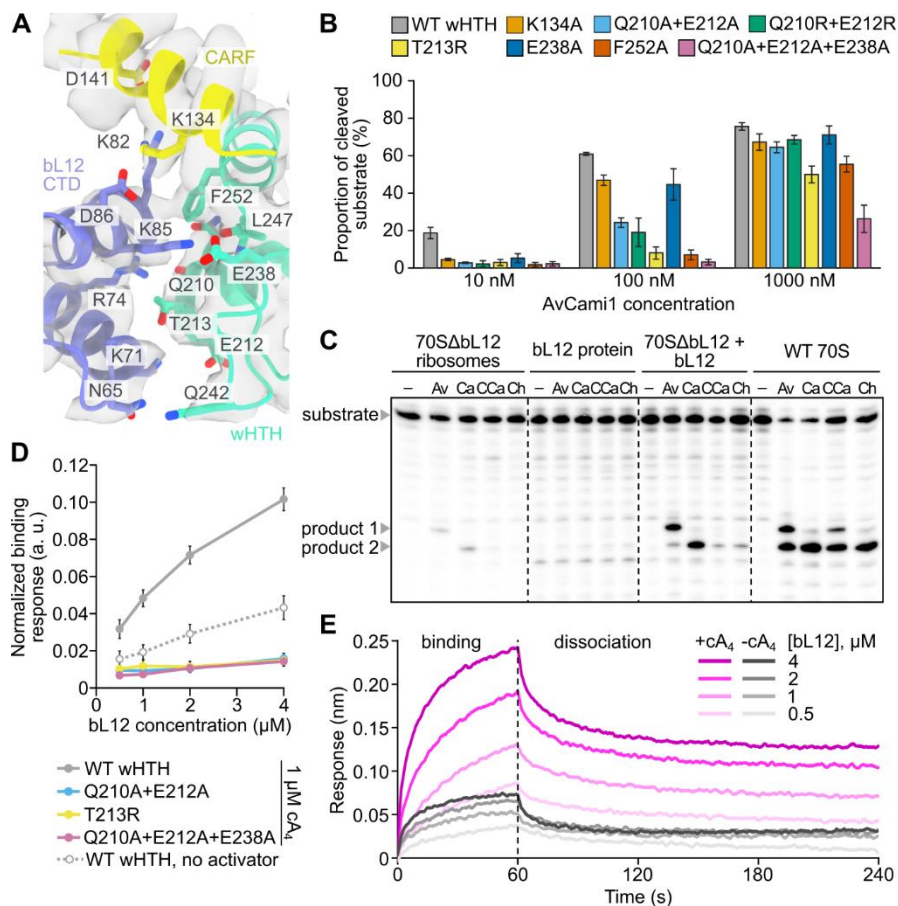 A
CARF
D141
K82
K134
bL12
CTD
F252
D86
K85
L247
E238
Q210
R74
T213
K71
E212
N65
Q242
wHTH
B
WT wHTH
K134A
Q210A+E212A
Q210R+E212R
T213R
E238A
F252A
Q210A+E212A+E238A
Proportion of cleaved
substrate (%)
80
60
40
20
0
10 nM
100 nM
1000 nM
AvCami1 concentration
C
70SΔbL12
ribosomes
bL12 protein
70SΔbL12 +
bL12
WT 70S
– Av Ca CCa Ch – Av Ca CCa Ch – Av Ca CCa Ch – Av Ca CCa Ch
substrate
product 1
product 2
D
Normalized binding
response (a. u.)
0.12
0.10
0.08
0.06
0.04
0.02
0
0 1 2 3 4
bL12 concentration (μM)
WT wHTH
Q210A+E212A
T213R
Q210A+E212A+E238A
1 μM cA4
WT wHTH, no activator
E
Response (nm)
0.25
0.20
0.15
0.10
0.05
0
binding
dissociation
+cA4 -cA4 [bL12], μM
4
2
1
0.5
0 60 120 180 240
Time (s)